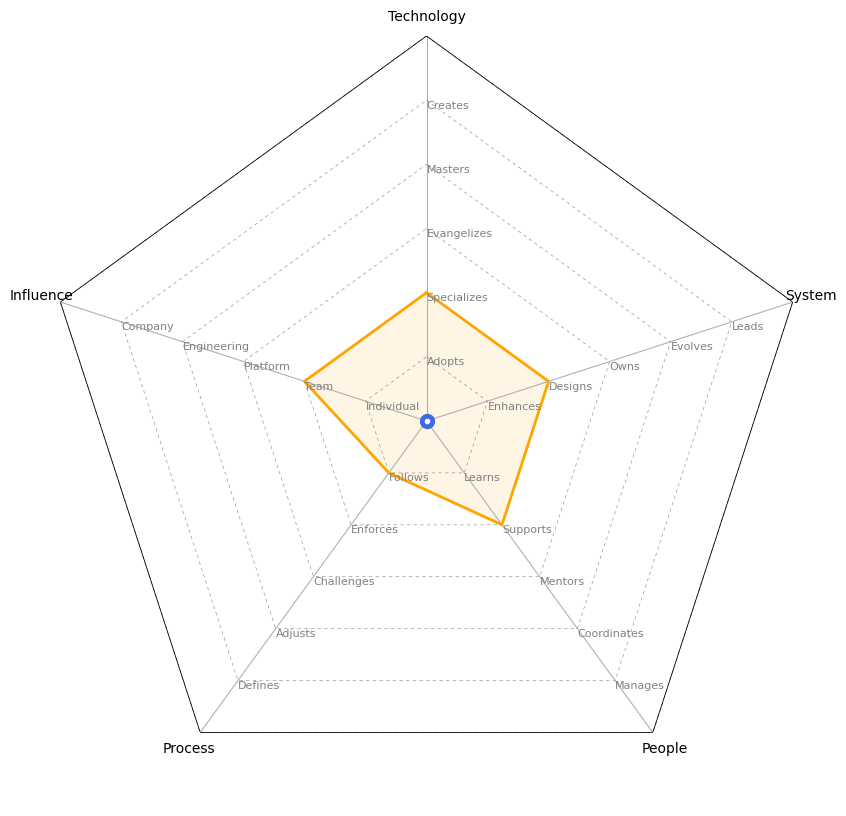 Technology
Creates
Masters
Evangelizes
Specializes
Adopts
Influence
Company
Engineering
Platform
Team
Individual
System
Leads
Evolves
Owns
Designs
Enhances
Follows
Enforces
Challenges
Adjusts
Defines
Process
Learns
Supports
Mentors
Coordinates
Manages
People